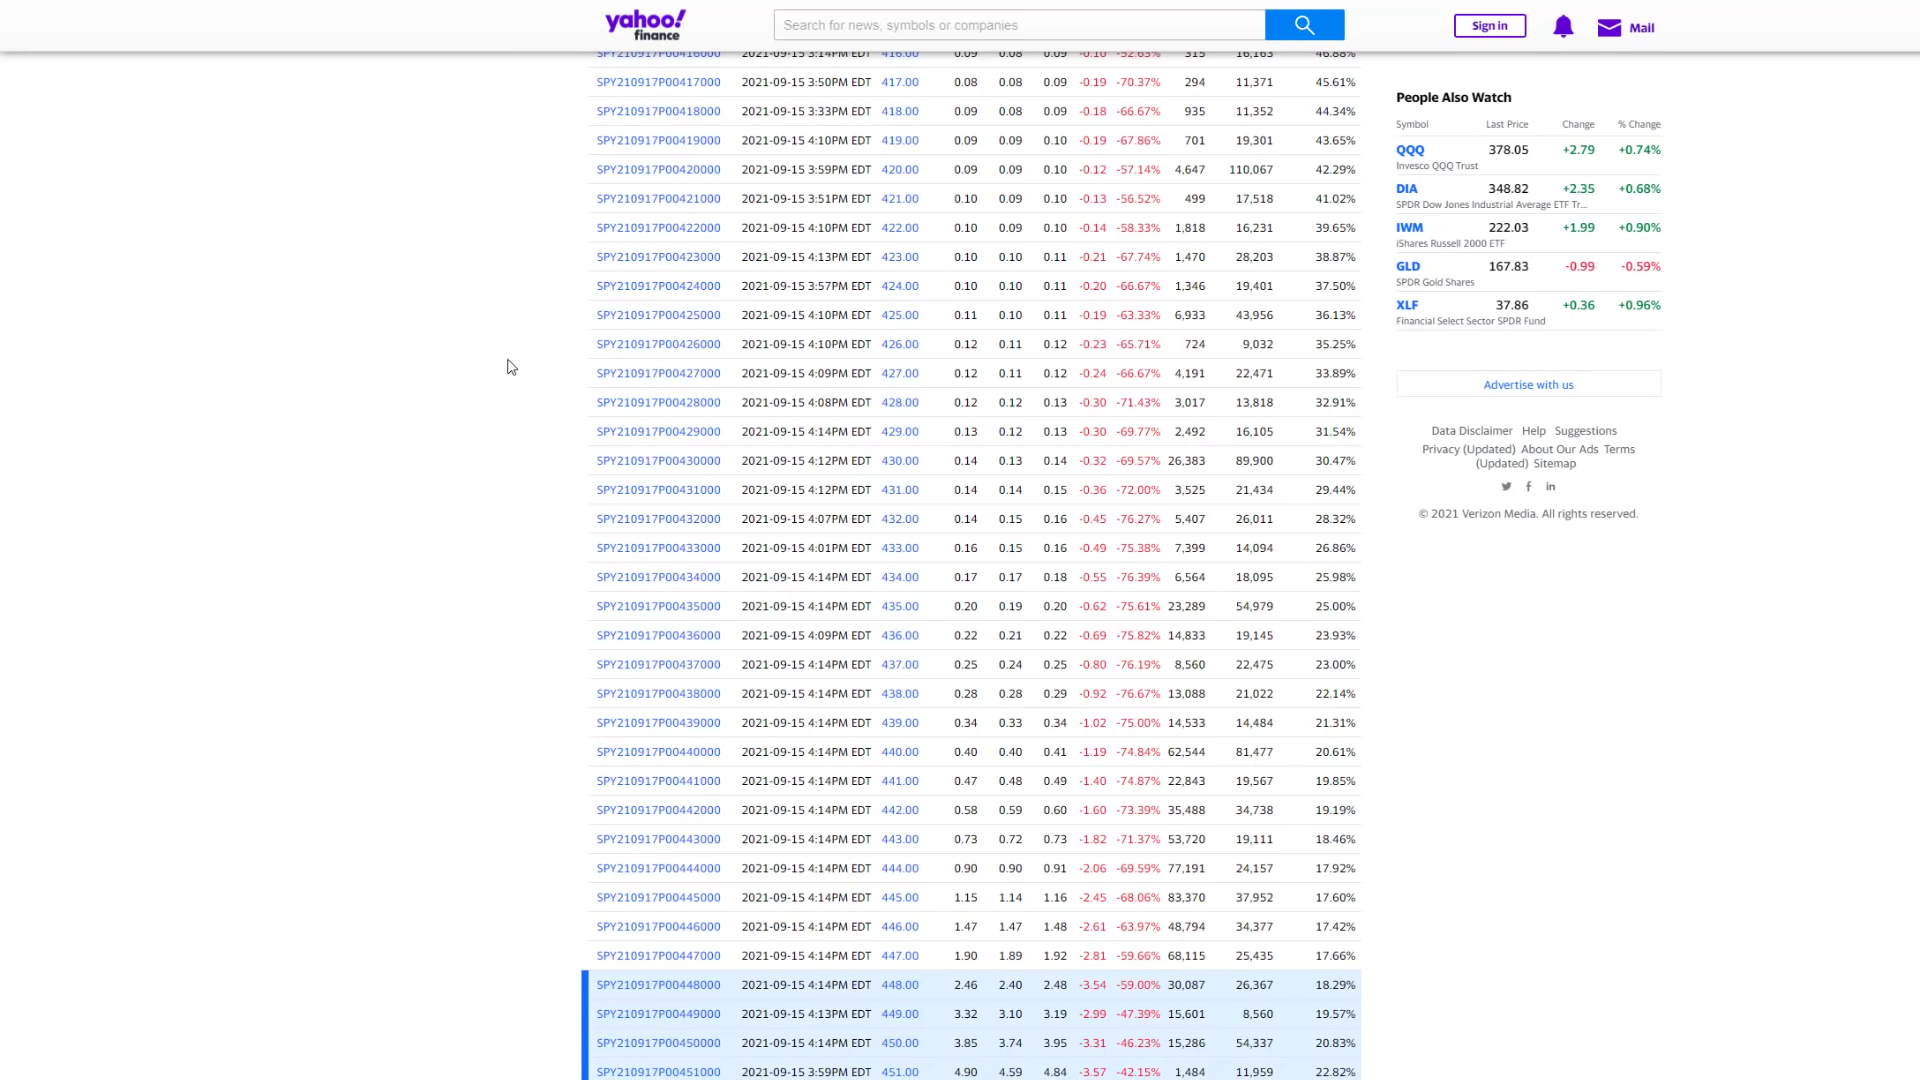 yahoo!
finance
Search for news, symbols or companies
Sign in
Mail
SPY210917P00416000 2021-09-15 3:14PM EDT 416.00 0.09 0.08 0.09 -0.10 -52.63% 315 16,163 46.88%
SPY210917P00417000 2021-09-15 3:50PM EDT 417.00 0.08 0.08 0.09 -0.19 -70.37% 294 11,371 45.61%
SPY210917P00418000 2021-09-15 3:33PM EDT 418.00 0.09 0.08 0.09 -0.18 -66.67% 935 11,352 44.34%
SPY210917P00419000 2021-09-15 4:10PM EDT 419.00 0.09 0.09 0.10 -0.19 -67.86% 701 19,301 43.65%
SPY210917P00420000 2021-09-15 3:59PM EDT 420.00 0.09 0.09 0.10 -0.12 -57.14% 4,647 110,067 42.29%
SPY210917P00421000 2021-09-15 3:51PM EDT 421.00 0.10 0.09 0.10 -0.13 -56.52% 499 17,518 41.02%
SPY210917P00422000 2021-09-15 4:10PM EDT 422.00 0.10 0.09 0.10 -0.14 -58.33% 1,818 16,231 39.65%
SPY210917P00423000 2021-09-15 4:13PM EDT 423.00 0.10 0.10 0.11 -0.21 -67.74% 1,470 28,203 38.87%
SPY210917P00424000 2021-09-15 3:57PM EDT 424.00 0.10 0.10 0.11 -0.20 -66.67% 1,346 19,401 37.50%
SPY210917P00425000 2021-09-15 4:10PM EDT 425.00 0.11 0.10 0.11 -0.19 -63.33% 6,933 43,956 36.13%
SPY210917P00426000 2021-09-15 4:10PM EDT 426.00 0.12 0.11 0.12 -0.23 -65.71% 724 9,032 35.25%
SPY210917P00427000 2021-09-15 4:09PM EDT 427.00 0.12 0.11 0.12 -0.24 -66.67% 4,191 22,471 33.89%
SPY210917P00428000 2021-09-15 4:08PM EDT 428.00 0.12 0.12 0.13 -0.30 -71.43% 3,017 13,818 32.91%
SPY210917P00429000 2021-09-15 4:14PM EDT 429.00 0.13 0.12 0.13 -0.30 -69.77% 2,492 16,105 31.54%
SPY210917P00430000 2021-09-15 4:12PM EDT 430.00 0.14 0.13 0.14 -0.32 -69.57% 26,383 89,900 30.47%
SPY210917P00431000 2021-09-15 4:12PM EDT 431.00 0.14 0.14 0.15 -0.36 -72.00% 3,525 21,434 29.44%
SPY210917P00432000 2021-09-15 4:07PM EDT 432.00 0.14 0.15 0.16 -0.45 -76.27% 5,407 26,011 28.32%
SPY210917P00433000 2021-09-15 4:01PM EDT 433.00 0.16 0.15 0.16 -0.49 -75.38% 7,399 14,094 26.86%
SPY210917P00434000 2021-09-15 4:14PM EDT 434.00 0.17 0.17 0.18 -0.55 -76.39% 6,564 18,095 25.98%
SPY210917P00435000 2021-09-15 4:14PM EDT 435.00 0.20 0.19 0.20 -0.62 -75.61% 23,289 54,979 25.00%
SPY210917P00436000 2021-09-15 4:09PM EDT 436.00 0.22 0.21 0.22 -0.69 -75.82% 14,833 19,145 23.93%
SPY210917P00437000 2021-09-15 4:14PM EDT 437.00 0.25 0.24 0.25 -0.80 -76.19% 8,560 22,475 23.00%
SPY210917P00438000 2021-09-15 4:14PM EDT 438.00 0.28 0.28 0.29 -0.92 -76.67% 13,088 21,022 22.14%
SPY210917P00439000 2021-09-15 4:14PM EDT 439.00 0.34 0.33 0.34 -1.02 -75.00% 14,533 14,484 21.31%
SPY210917P00440000 2021-09-15 4:14PM EDT 440.00 0.40 0.40 0.41 -1.19 -74.84% 62,544 81,477 20.61%
SPY210917P00441000 2021-09-15 4:14PM EDT 441.00 0.47 0.48 0.49 -1.40 -74.87% 22,843 19,567 19.85%
SPY210917P00442000 2021-09-15 4:14PM EDT 442.00 0.58 0.59 0.60 -1.60 -73.39% 35,488 34,738 19.19%
SPY210917P00443000 2021-09-15 4:14PM EDT 443.00 0.73 0.72 0.73 -1.82 -71.37% 53,720 19,111 18.46%
SPY210917P00444000 2021-09-15 4:14PM EDT 444.00 0.90 0.90 0.91 -2.06 -69.59% 77,191 24,157 17.92%
SPY210917P00445000 2021-09-15 4:14PM EDT 445.00 1.15 1.14 1.16 -2.45 -68.06% 83,370 37,952 17.60%
SPY210917P00446000 2021-09-15 4:14PM EDT 446.00 1.47 1.47 1.48 -2.61 -63.97% 48,794 34,377 17.42%
SPY210917P00447000 2021-09-15 4:14PM EDT 447.00 1.90 1.89 1.92 -2.81 -59.66% 68,115 25,435 17.66%
SPY210917P00448000 2021-09-15 4:14PM EDT 448.00 2.46 2.40 2.48 -3.54 -59.00% 30,087 26,367 18.29%
SPY210917P00449000 2021-09-15 4:13PM EDT 449.00 3.32 3.10 3.19 -2.99 -47.39% 15,601 8,560 19.57%
SPY210917P00450000 2021-09-15 4:14PM EDT 450.00 3.85 3.74 3.95 -3.31 -46.23% 15,286 54,337 20.83%
SPY210917P00451000 2021-09-15 3:59PM EDT 451.00 4.90 4.59 4.84 -3.57 -42.15% 1,484 11,959 22.82%
People Also Watch
Symbol Last Price Change % Change
QQQ 378.05 +2.79 +0.74%
Invesco QQQ Trust
DIA 348.82 +2.35 +0.68%
SPDR Dow Jones Industrial Average ETF Tr...
IWM 222.03 +1.99 +0.90%
iShares Russell 2000 ETF
GLD 167.83 -0.99 -0.59%
SPDR Gold Shares
XLF 37.86 +0.36 +0.96%
Financial Select Sector SPDR Fund
Advertise with us
Data Disclaimer Help Suggestions
Privacy (Updated) About Our Ads Terms
(Updated) Sitemap
© 2021 Verizon Media. All rights reserved.